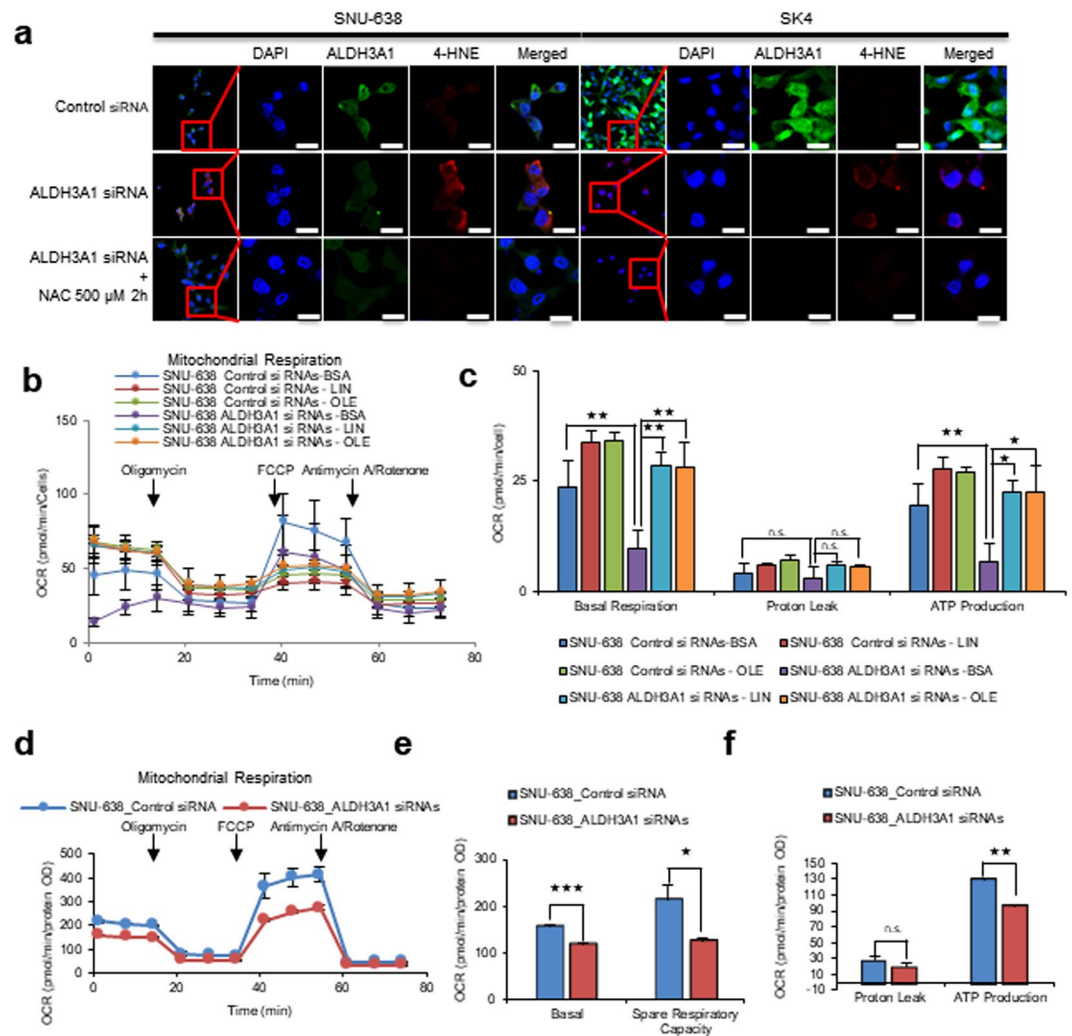 a
SNU-638 SK4
DAPI ALDH3A1 4-HNE Merged DAPI ALDH3A1 4-HNE Merged
Control siRNA
ALDH3A1 siRNA
ALDH3A1 siRNA
+
NAC 500 µM 2h
b
Mitochondrial Respiration
SNU-638 Control si RNAs-BSA
SNU-638 Control si RNAs - LIN
SNU-638 Control si RNAs - OLE
SNU-638 ALDH3A1 si RNAs -BSA
SNU-638 ALDH3A1 si RNAs - LIN
SNU-638 ALDH3A1 si RNAs - OLE
Oligomycin FCCP Antimycin A/Rotenone
OCR (pmol/min/Cells)
150
100
50
0
0 20 40 60 80
Time (min)
c
OCR (pmol/min/cell)
50
25
0
★★ ★★ ★★ n.s. n.s. n.s. ★★ ★ ★
Basal Respiration Proton Leak ATP Production
SNU-638 Control si RNAs-BSA SNU-638 Control si RNAs - LIN
SNU-638 Control si RNAs - OLE SNU-638 ALDH3A1 si RNAs -BSA
SNU-638 ALDH3A1 si RNAs - LIN SNU-638 ALDH3A1 si RNAs - OLE
d
Mitochondrial Respiration
SNU-638_Control siRNA SNU-638_ALDH3A1 siRNAs
Oligomycin FCCP Antimycin A/Rotenone
OCR (pmol/min/protein OD)
500
400
300
200
100
0
0 20 40 60 80
Time (min)
e
SNU-638_Control siRNA
SNU-638_ALDH3A1 siRNAs
OCR (pmol/min/protein OD)
300
200
100
0
★★★ ★
Basal Spare Respiratory
Capacity
f
SNU-638_Control siRNA
SNU-638_ALDH3A1 siRNAs
OCR (pmol/min/protein OD)
150
130
110
90
70
50
30
10
-10
n.s. ★★
Proton Leak ATP Production